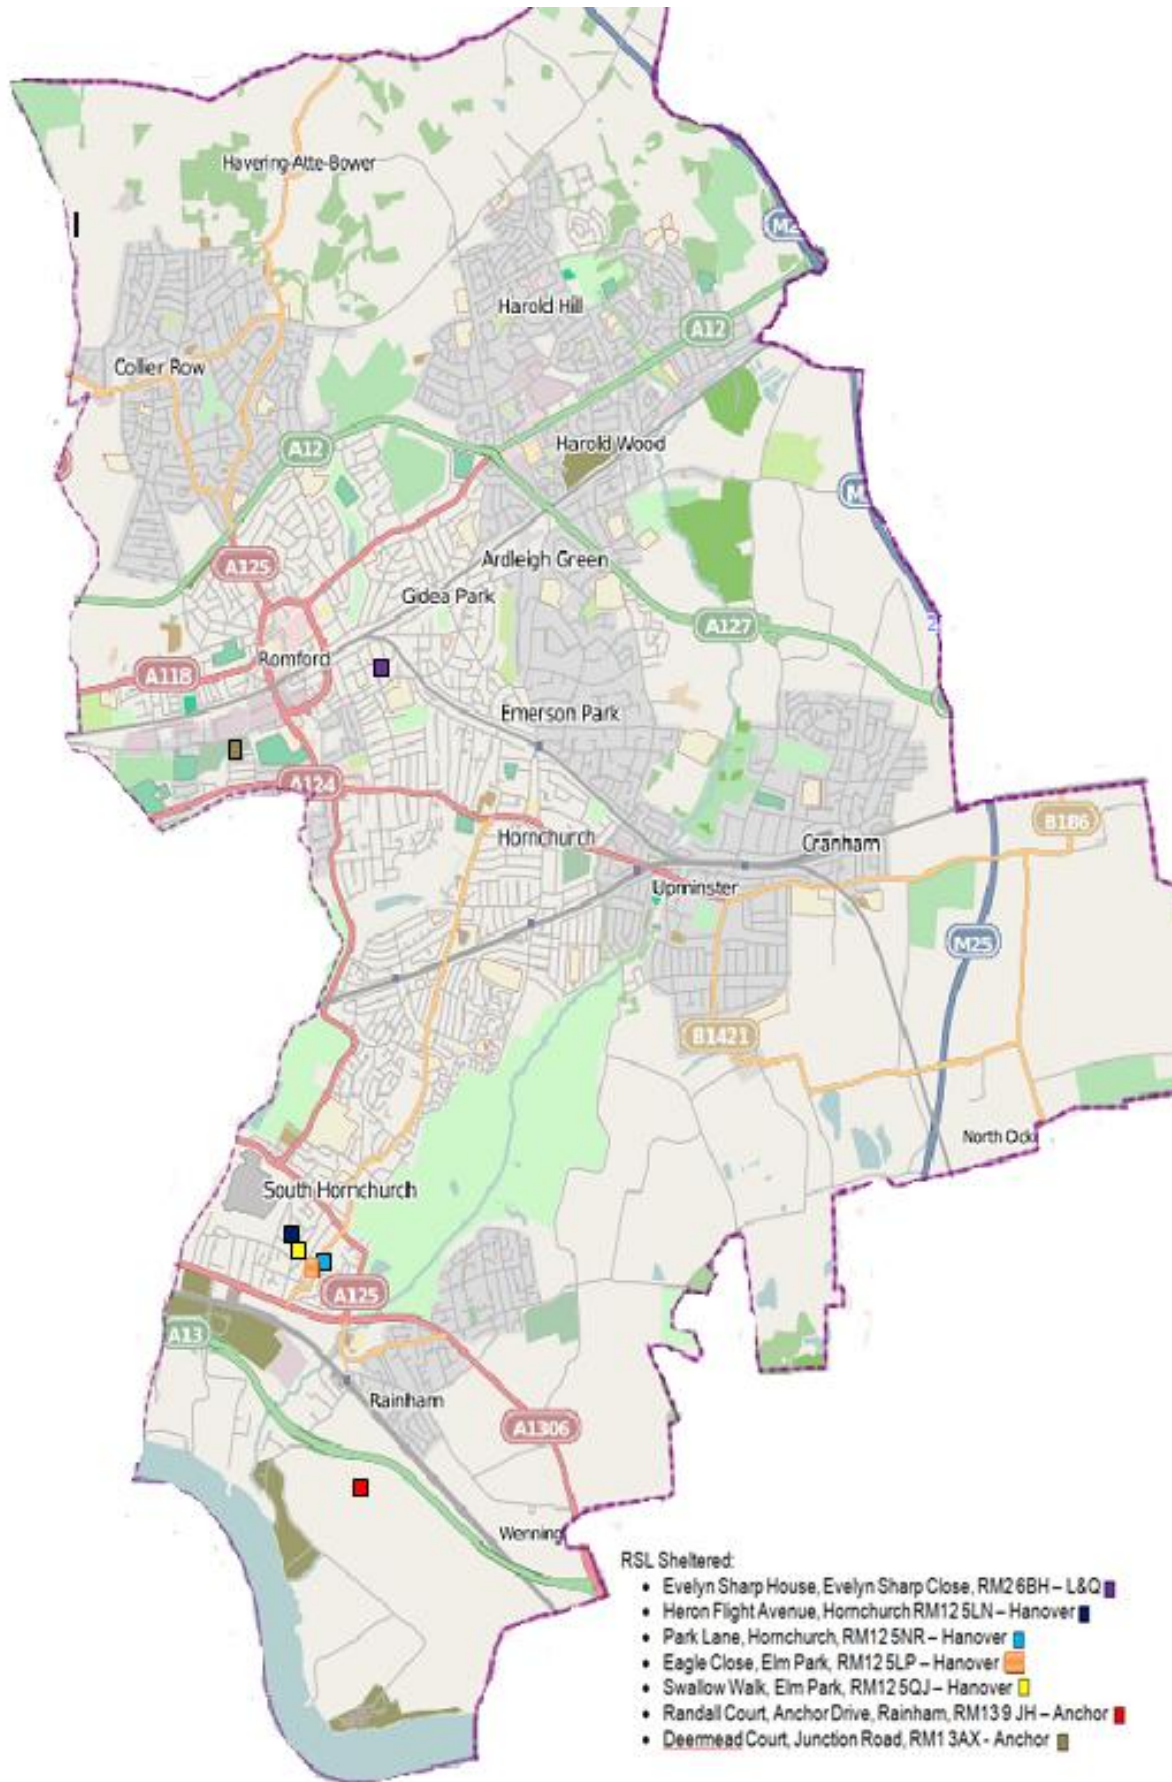 Havering-Atte-Bower
M2
Harold Hill
A12
Collier Row
A12
Harold Wood
M
A125
Ardleigh Green
Gidea Park
A127
2
Romford
A118
Emerson Park
A124
B186
Hornchurch
Cranham
Upminster
M25
B1421
North Ock
South Hornchurch
A125
A13
Rainham
A1306
Wenning
RSL Sheltered:
• Evelyn Sharp House, Evelyn Sharp Close, RM2 6BH – L&Q
• Heron Flight Avenue, Hornchurch RM12 5LN – Hanover
• Park Lane, Hornchurch, RM12 5NR – Hanover
• Eagle Close, Elm Park, RM12 5LP – Hanover
• Swallow Walk, Elm Park, RM12 5QJ – Hanover
• Randall Court, Anchor Drive, Rainham, RM13 9 JH – Anchor
• Deermead Court, Junction Road, RM1 3AX - Anchor